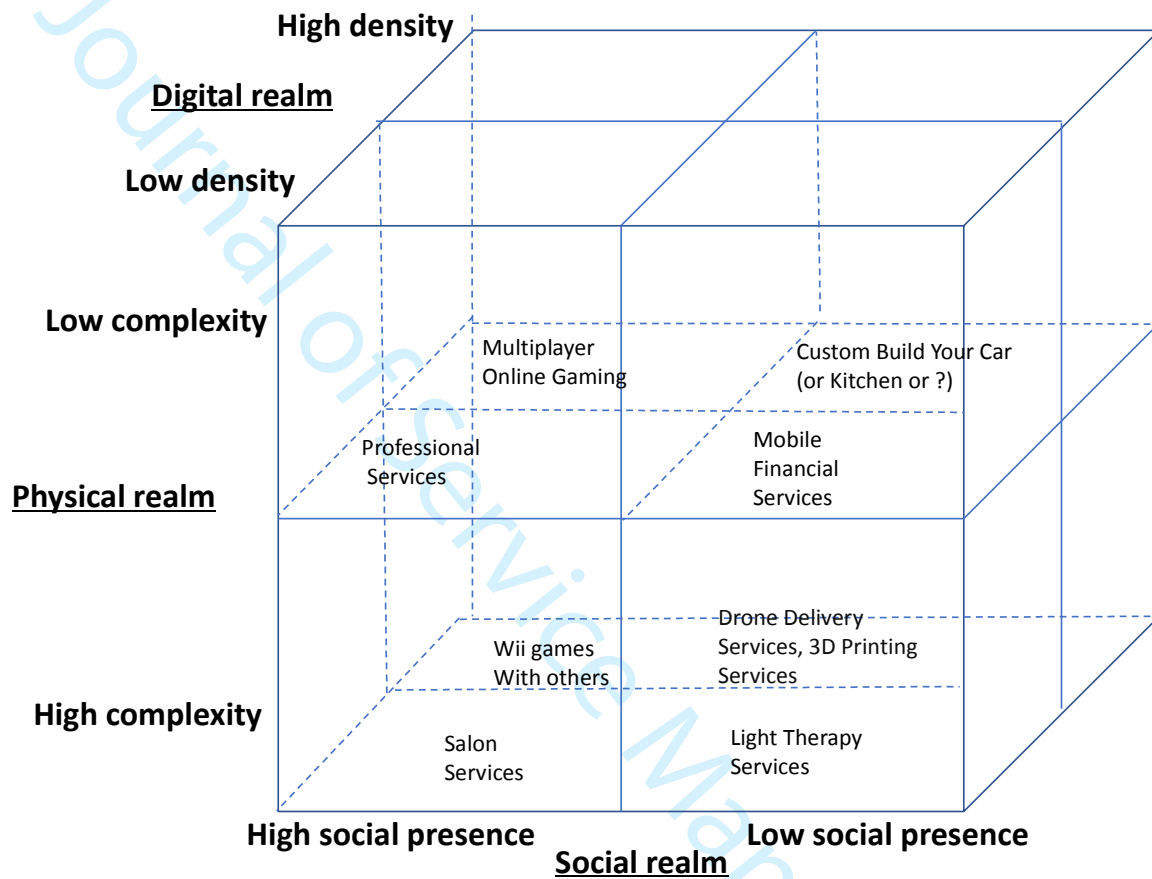 High density
Digital realm
Low density
Low complexity
Multiplayer
Online Gaming
Custom Build Your Car
(or Kitchen or ?)
Professional
Services
Mobile
Financial
Services
Physical realm
Wii games
With others
Drone Delivery
Services, 3D Printing
Services
High complexity
Salon
Services
Light Therapy
Services
High social presence
Low social presence
Social realm
Journal of Service Man